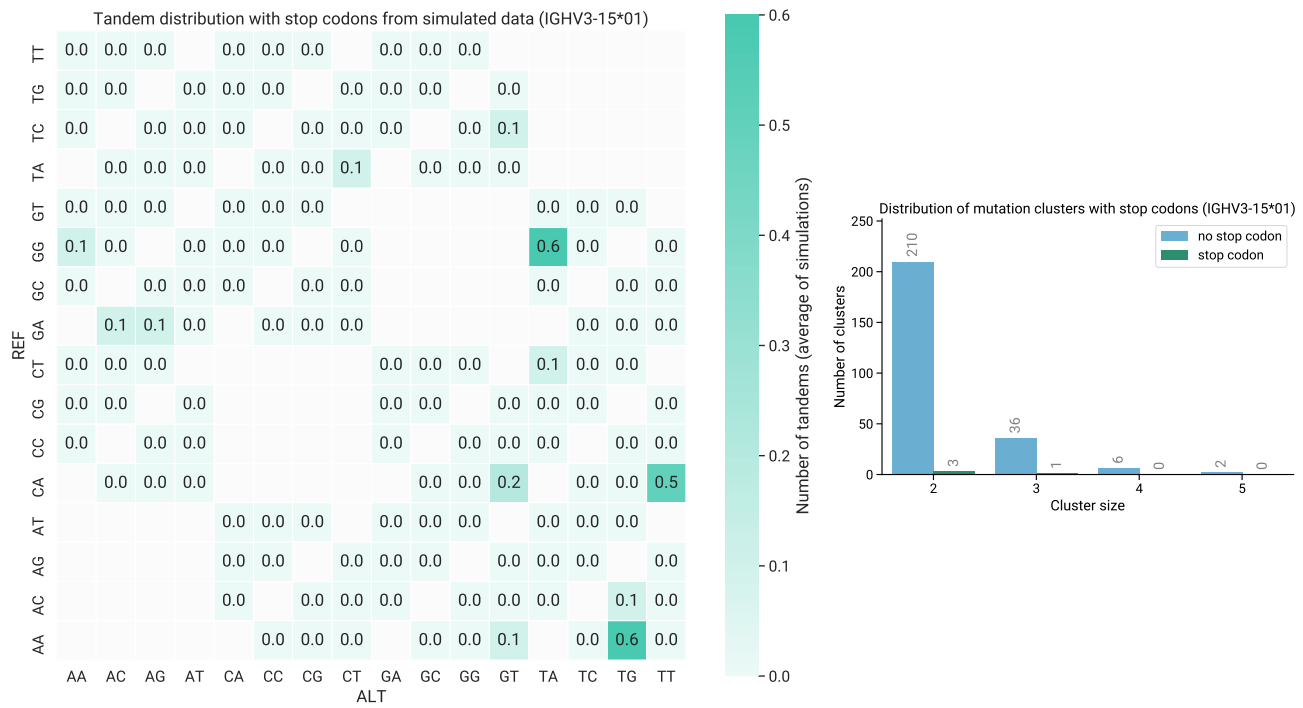 Tandem distribution with stop codons from simulated data (IGHV3-15*01)
TT 0.0 0.0 0.0 0.0 0.0 0.0 0.0 0.0 0.0
TG 0.0 0.0 0.0 0.0 0.0 0.0 0.0 0.0 0.0
TC 0.0 0.0 0.0 0.0 0.0 0.0 0.0 0.0 0.1
TA 0.0 0.0 0.0 0.0 0.0 0.1 0.0 0.0 0.0
GT 0.0 0.0 0.0 0.0 0.0 0.0 0.0 0.0 0.0
GG 0.1 0.0 0.0 0.0 0.0 0.0 0.6 0.0 0.0
GC 0.0 0.0 0.0 0.0 0.0 0.0 0.0 0.0 0.0
GA 0.1 0.1 0.0 0.0 0.0 0.0 0.0 0.0 0.0
CT 0.0 0.0 0.0 0.0 0.0 0.0 0.1 0.0 0.0
CG 0.0 0.0 0.0 0.0 0.0 0.0 0.0 0.0 0.0
CC 0.0 0.0 0.0 0.0 0.0 0.0 0.0 0.0 0.0
CA 0.0 0.0 0.0 0.0 0.0 0.2 0.0 0.0 0.5
AT 0.0 0.0 0.0 0.0 0.0 0.0 0.0 0.0 0.0
AG 0.0 0.0 0.0 0.0 0.0 0.0 0.0 0.0 0.0
AC 0.0 0.0 0.0 0.0 0.0 0.0 0.0 0.1 0.0
AA 0.0 0.0 0.0 0.0 0.0 0.1 0.0 0.6 0.0
AA AC AG AT CA CC CG CT GA GC GG GT TA TC TG TT
REF
ALT
0.6
0.5
0.4
0.3
0.2
0.1
0.0
Number of tandems (average of simulations)
Distribution of mutation clusters with stop codons (IGHV3-15*01)
no stop codon
stop codon
250
200
150
100
50
0
Number of clusters
210
3
36
1
6
0
2
0
2 3 4 5
Cluster size